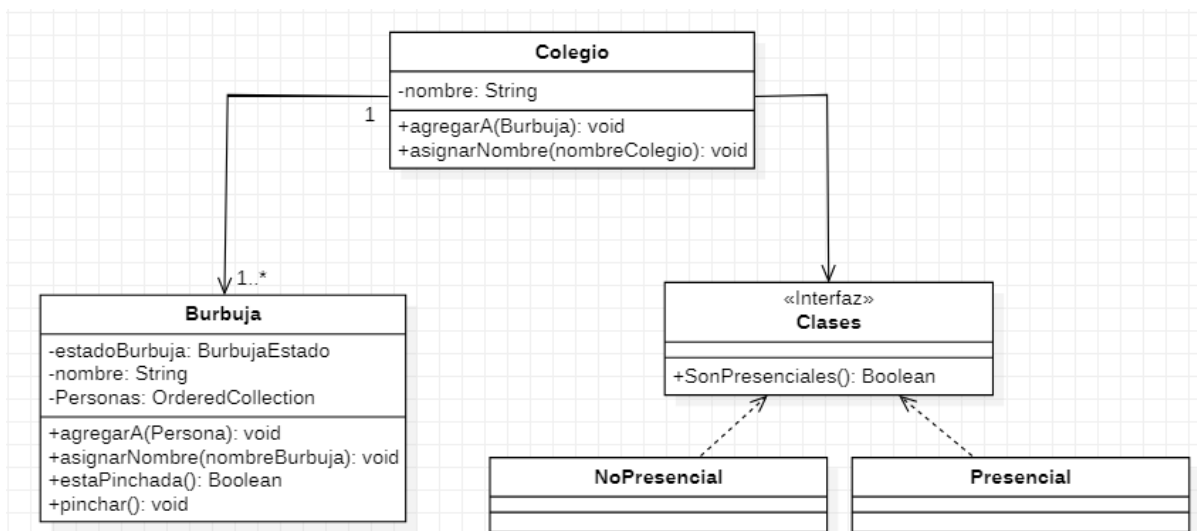 Colegio
-nombre: String
+agregarA(Burbuja): void
+asignarNombre(nombreColegio): void
1
1..*
Burbuja
-estadoBurbuja: BurbujaEstado
-nombre: String
-Personas: OrderedCollection
+agregarA(Persona): void
+asignarNombre(nombreBurbuja): void
+estaPinchada(): Boolean
+pinchar(): void
«Interfaz»
Clases
+SonPresenciales(): Boolean
NoPresencial
Presencial